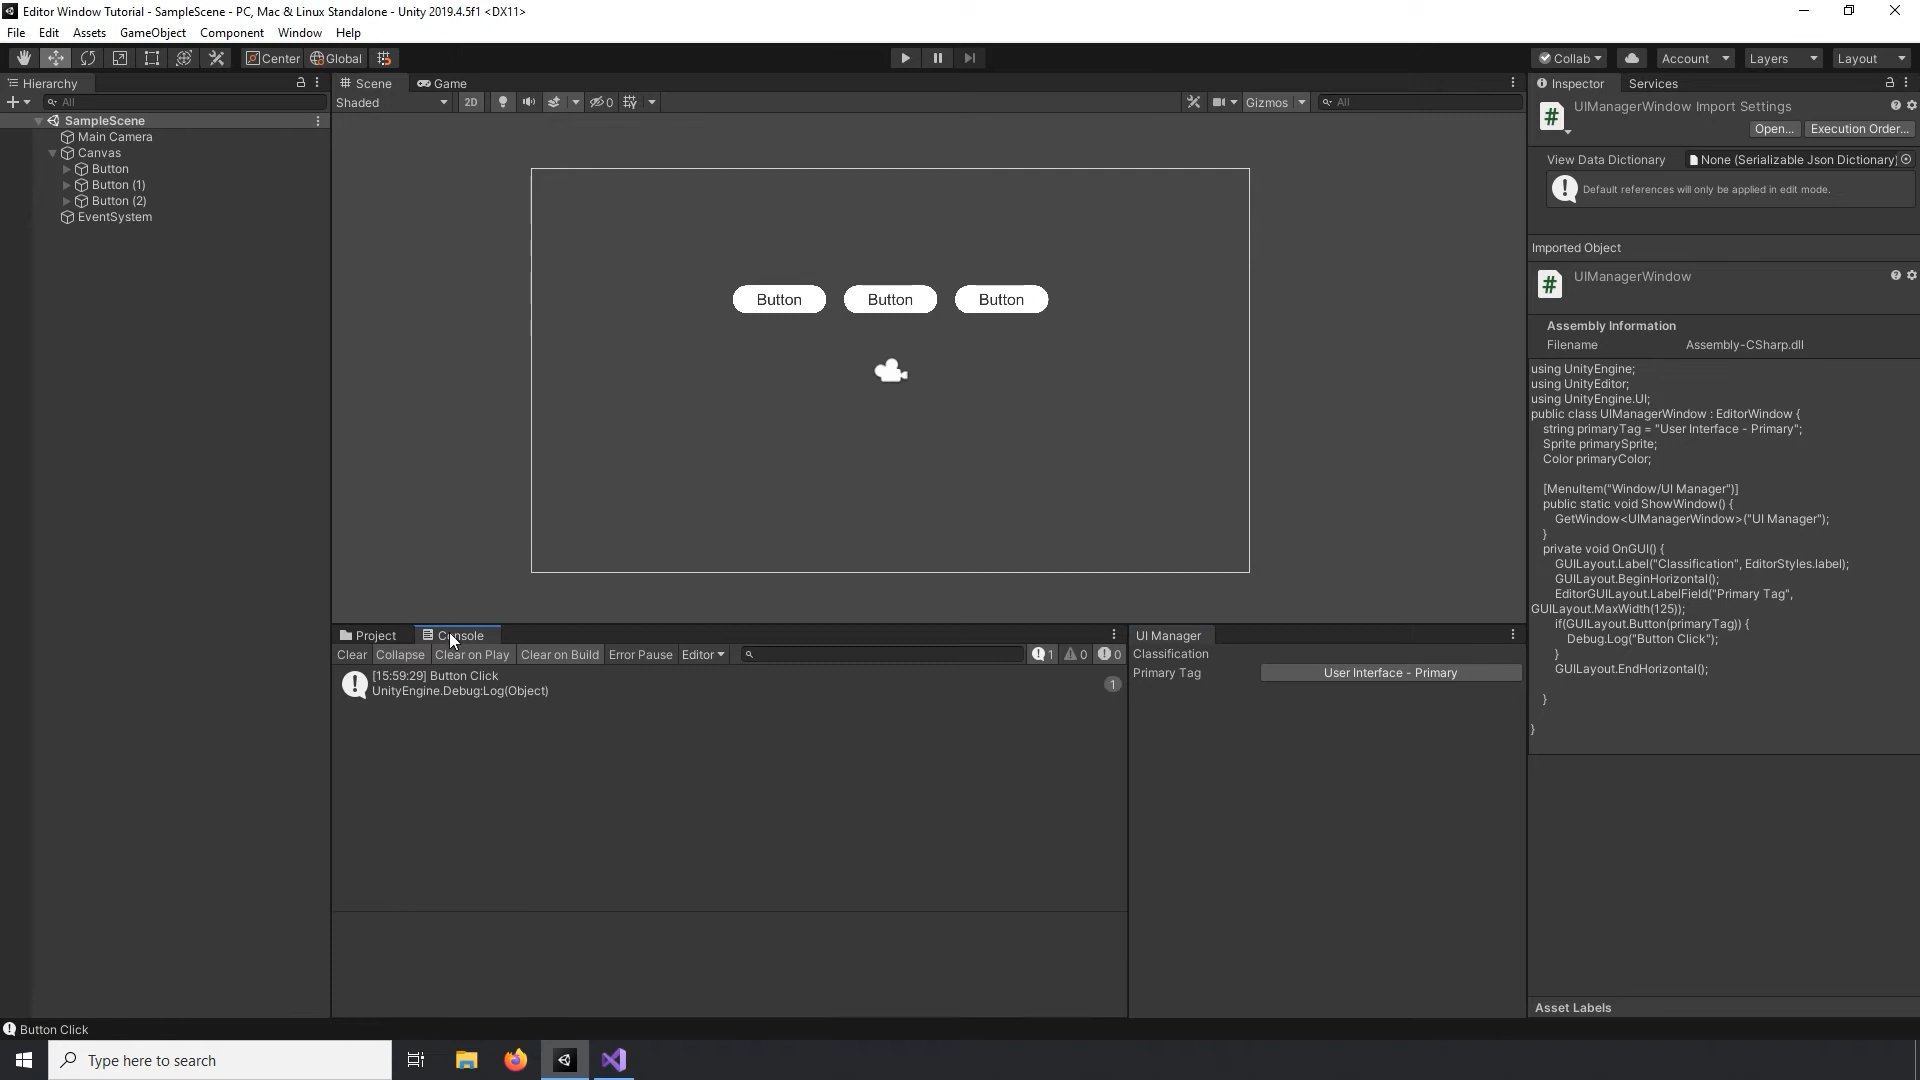 Editor Window Tutorial - SampleScene - PC, Mac & Linux Standalone - Unity 2019.4.5f1 <DX11>
File Edit Assets GameObject Component Window Help
Center Global
Collab Account Layers Layout
Hierarchy
All
SampleScene
Main Camera
Canvas
Button
Button (1)
Button (2)
EventSystem
Scene Game
Shaded 2D 0 Gizmos All
Button Button Button
Project Console
Clear Collapse Clear on Play Clear on Build Error Pause Editor 1 0 0
[15:59:29] Button Click
UnityEngine.Debug:Log(Object)
1
UI Manager
Classification
Primary Tag User Interface - Primary
Inspector Services
UIManagerWindow Import Settings
Open... Execution Order...
View Data Dictionary None (Serializable Json Dictionary)
Default references will only be applied in edit mode.
Imported Object
# UIManagerWindow
Assembly Information
Filename Assembly-CSharp.dll
using UnityEngine;
using UnityEditor;
using UnityEngine.UI;
public class UIManagerWindow : EditorWindow {
string primaryTag = "User Interface - Primary";
Sprite primarySprite;
Color primaryColor;
[MenuItem("Window/UI Manager")]
public static void ShowWindow() {
GetWindow<UIManagerWindow>("UI Manager");
}
private void OnGUI() {
GUILayout.Label("Classification", EditorStyles.label);
GUILayout.BeginHorizontal();
EditorGUILayout.LabelField("Primary Tag",
GUILayout.MaxWidth(125));
if(GUILayout.Button(primaryTag)) {
Debug.Log("Button Click");
}
GUILayout.EndHorizontal();
}
}
Asset Labels
Button Click
Type here to search